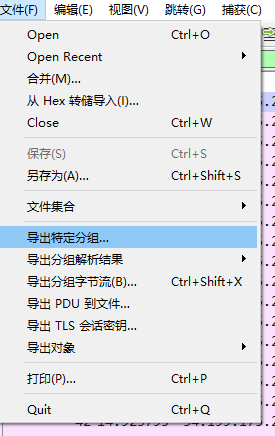 文件(F) 编辑(E) 视图(V) 跳转(G) 捕获(C)
Open Ctrl+O
Open Recent
合并(M)...
从 Hex 转储导入(I)...
Close Ctrl+W
保存(S) Ctrl+S
另存为(A)... Ctrl+Shift+S
文件集合
导出特定分组...
导出分组解析结果
导出分组字节流(B)... Ctrl+Shift+X
导出 PDU 到文件...
导出 TLS 会话密钥...
导出对象
打印(P)... Ctrl+P
Quit Ctrl+Q